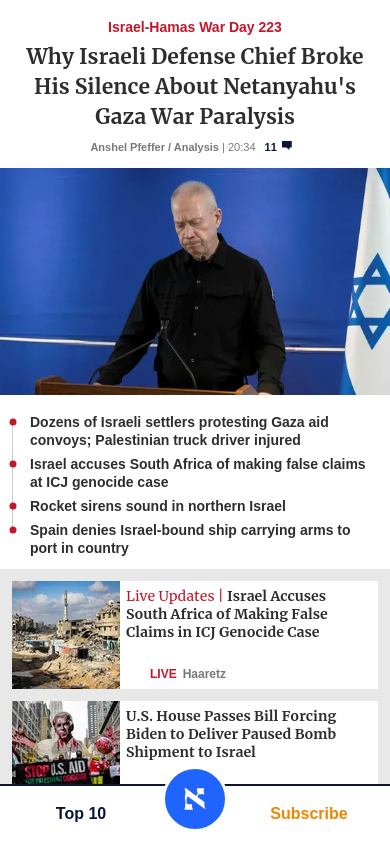 Israel-Hamas War Day 223
Why Israeli Defense Chief Broke
His Silence About Netanyahu's
Gaza War Paralysis
Anshel Pfeffer / Analysis | 20:34 11
Dozens of Israeli settlers protesting Gaza aid
convoys; Palestinian truck driver injured
Israel accuses South Africa of making false claims
at ICJ genocide case
Rocket sirens sound in northern Israel
Spain denies Israel-bound ship carrying arms to
port in country
Live Updates | Israel Accuses
South Africa of Making False
Claims in ICJ Genocide Case
LIVE Haaretz
U.S. House Passes Bill Forcing
Biden to Deliver Paused Bomb
Shipment to Israel
STOP U.S. AID
Top 10
Subscribe